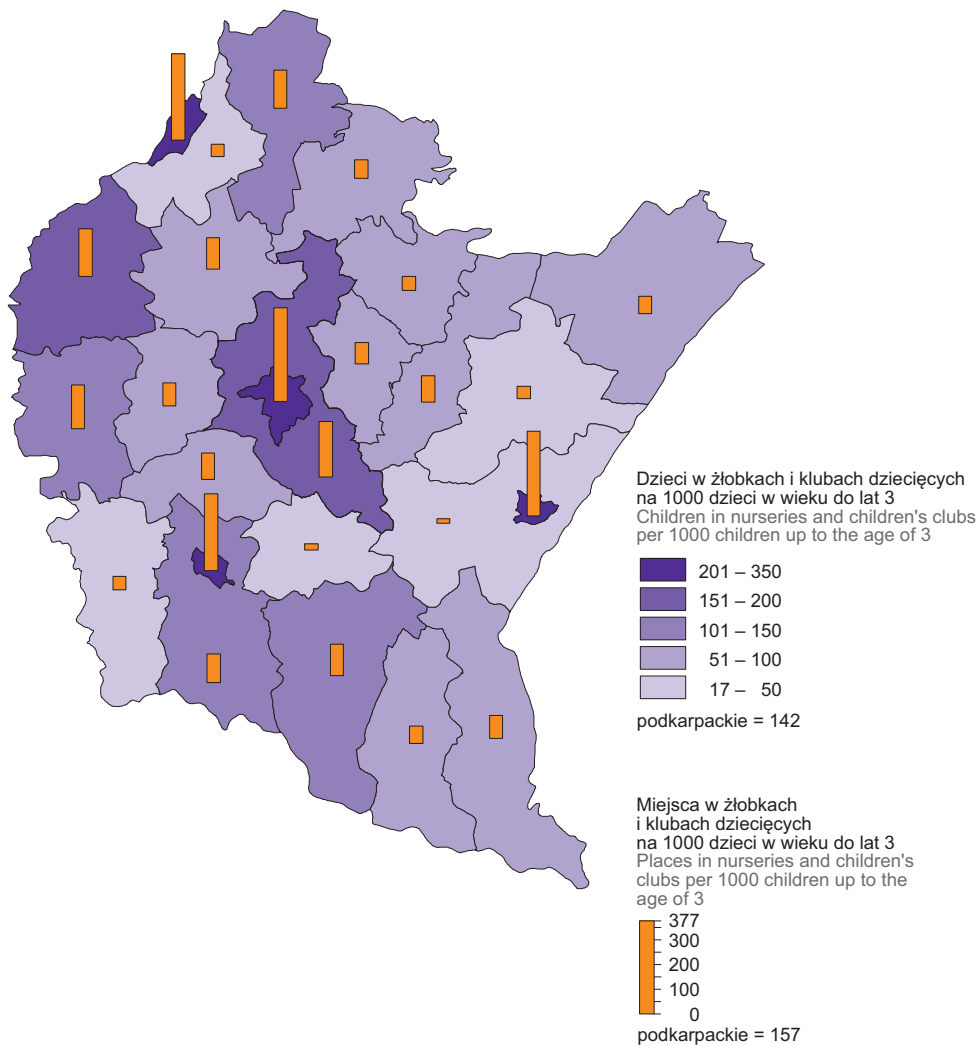 Dzieci w żłobkach i klubach dziecięcych
na 1000 dzieci w wieku do lat 3
Children in nurseries and children's clubs
per 1000 children up to the age of 3
201 – 350
151 – 200
101 – 150
51 – 100
17 – 50
podkarpackie = 142
Miejsca w żłobkach
i klubach dziecięcych
na 1000 dzieci w wieku do lat 3
Places in nurseries and children's
clubs per 1000 children up to the
age of 3
377
300
200
100
0
podkarpackie = 157